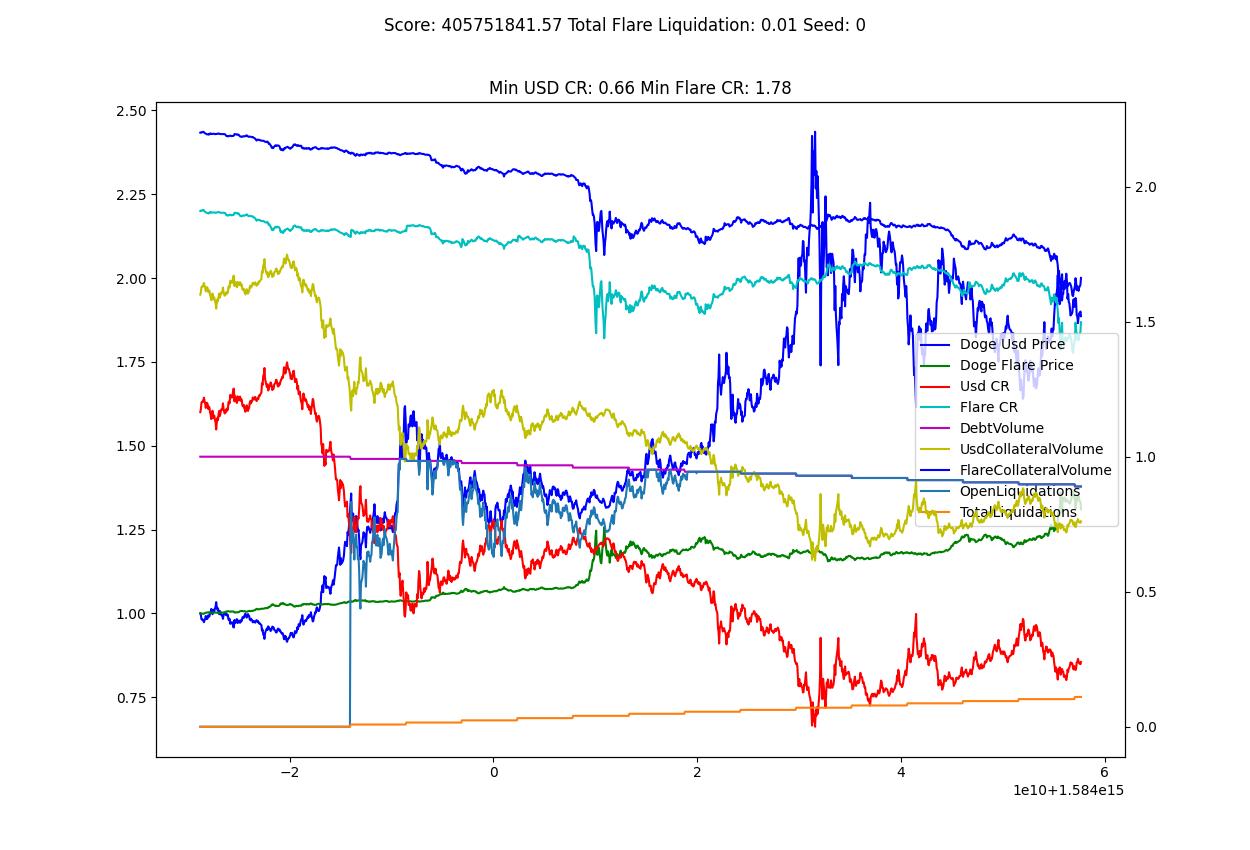 Score: 405751841.57 Total Flare Liquidation: 0.01 Seed: 0
Min USD CR: 0.66 Min Flare CR: 1.78
2.50
2.25
2.00
1.75
1.50
1.25
1.00
0.75
2.0
1.5
1.0
0.5
0.0
Doge Usd Price
Doge Flare Price
Usd CR
Flare CR
DebtVolume
UsdCollateralVolume
FlareCollateralVolume
OpenLiquidations
TotalLiquidations
−2
0
2
4
6
1e10+1.584e15